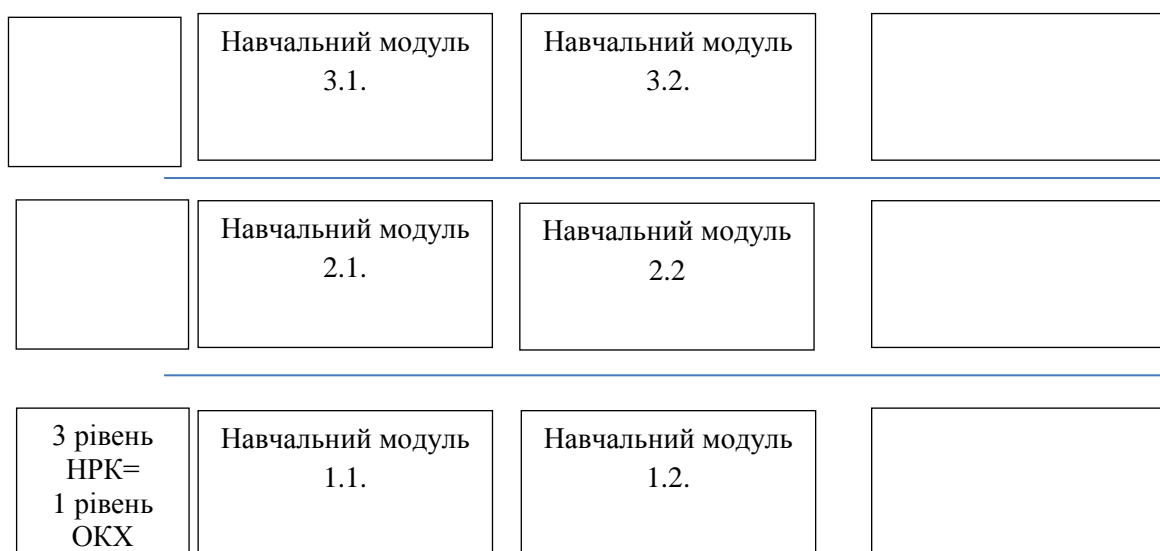 Навчальний модуль
3.1.
Навчальний модуль
3.2.
Навчальний модуль
2.1.
Навчальний модуль
2.2
3 рівень
НРК=
1 рівень
ОКХ
Навчальний модуль
1.1.
Навчальний модуль
1.2.